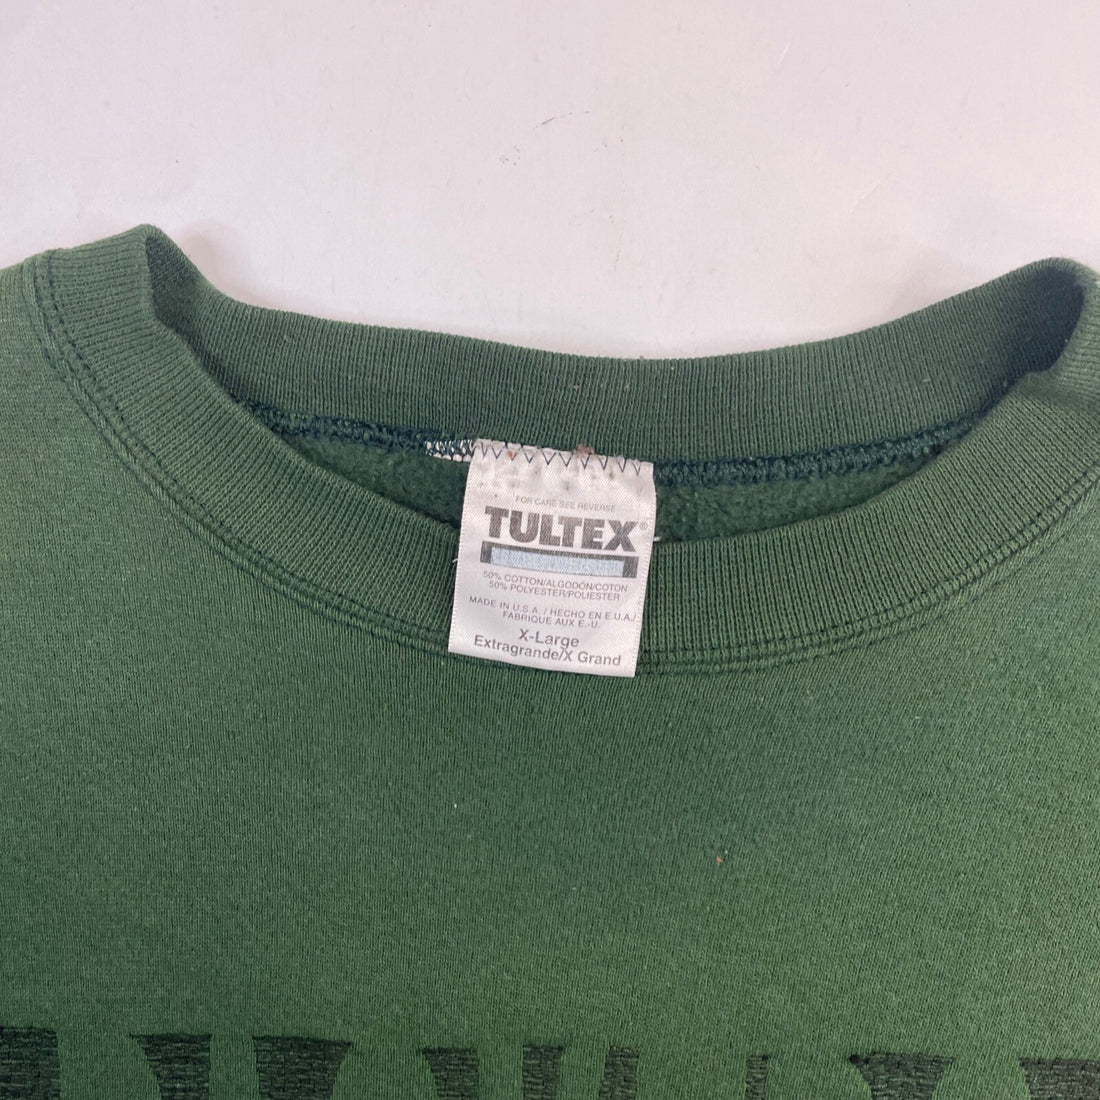 FOR CARE SEE REVERSE
TULTEX®
50% COTTON/ALGODÓN/COTON
50% POLYESTER/POLIESTER
MADE IN U.S.A. / HECHO EN E.U.A./
FABRIQUE AUX E.-U.
X-Large
Extragrande/X Grand